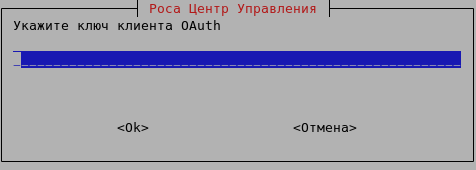 Роса Центр Управления
Укажите ключ клиента OAuth
<Ok> <Отмена>